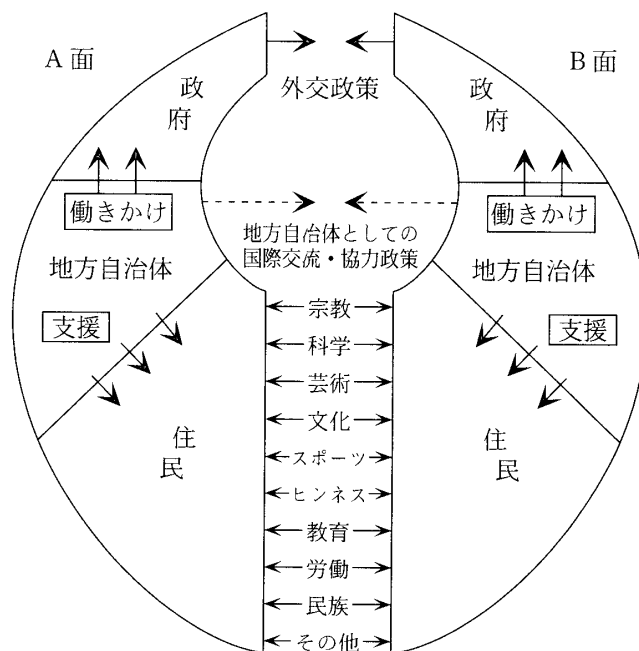 A面
B面
外交政策
政府
政府
働きかけ
働きかけ
地方自治体としての
国際交流・協力政策
地方自治体
地方自治体
支援
支援
宗教
科学
芸術
文化
スポーツ
ヒンネス
教育
労働
民族
その他
住民
住民